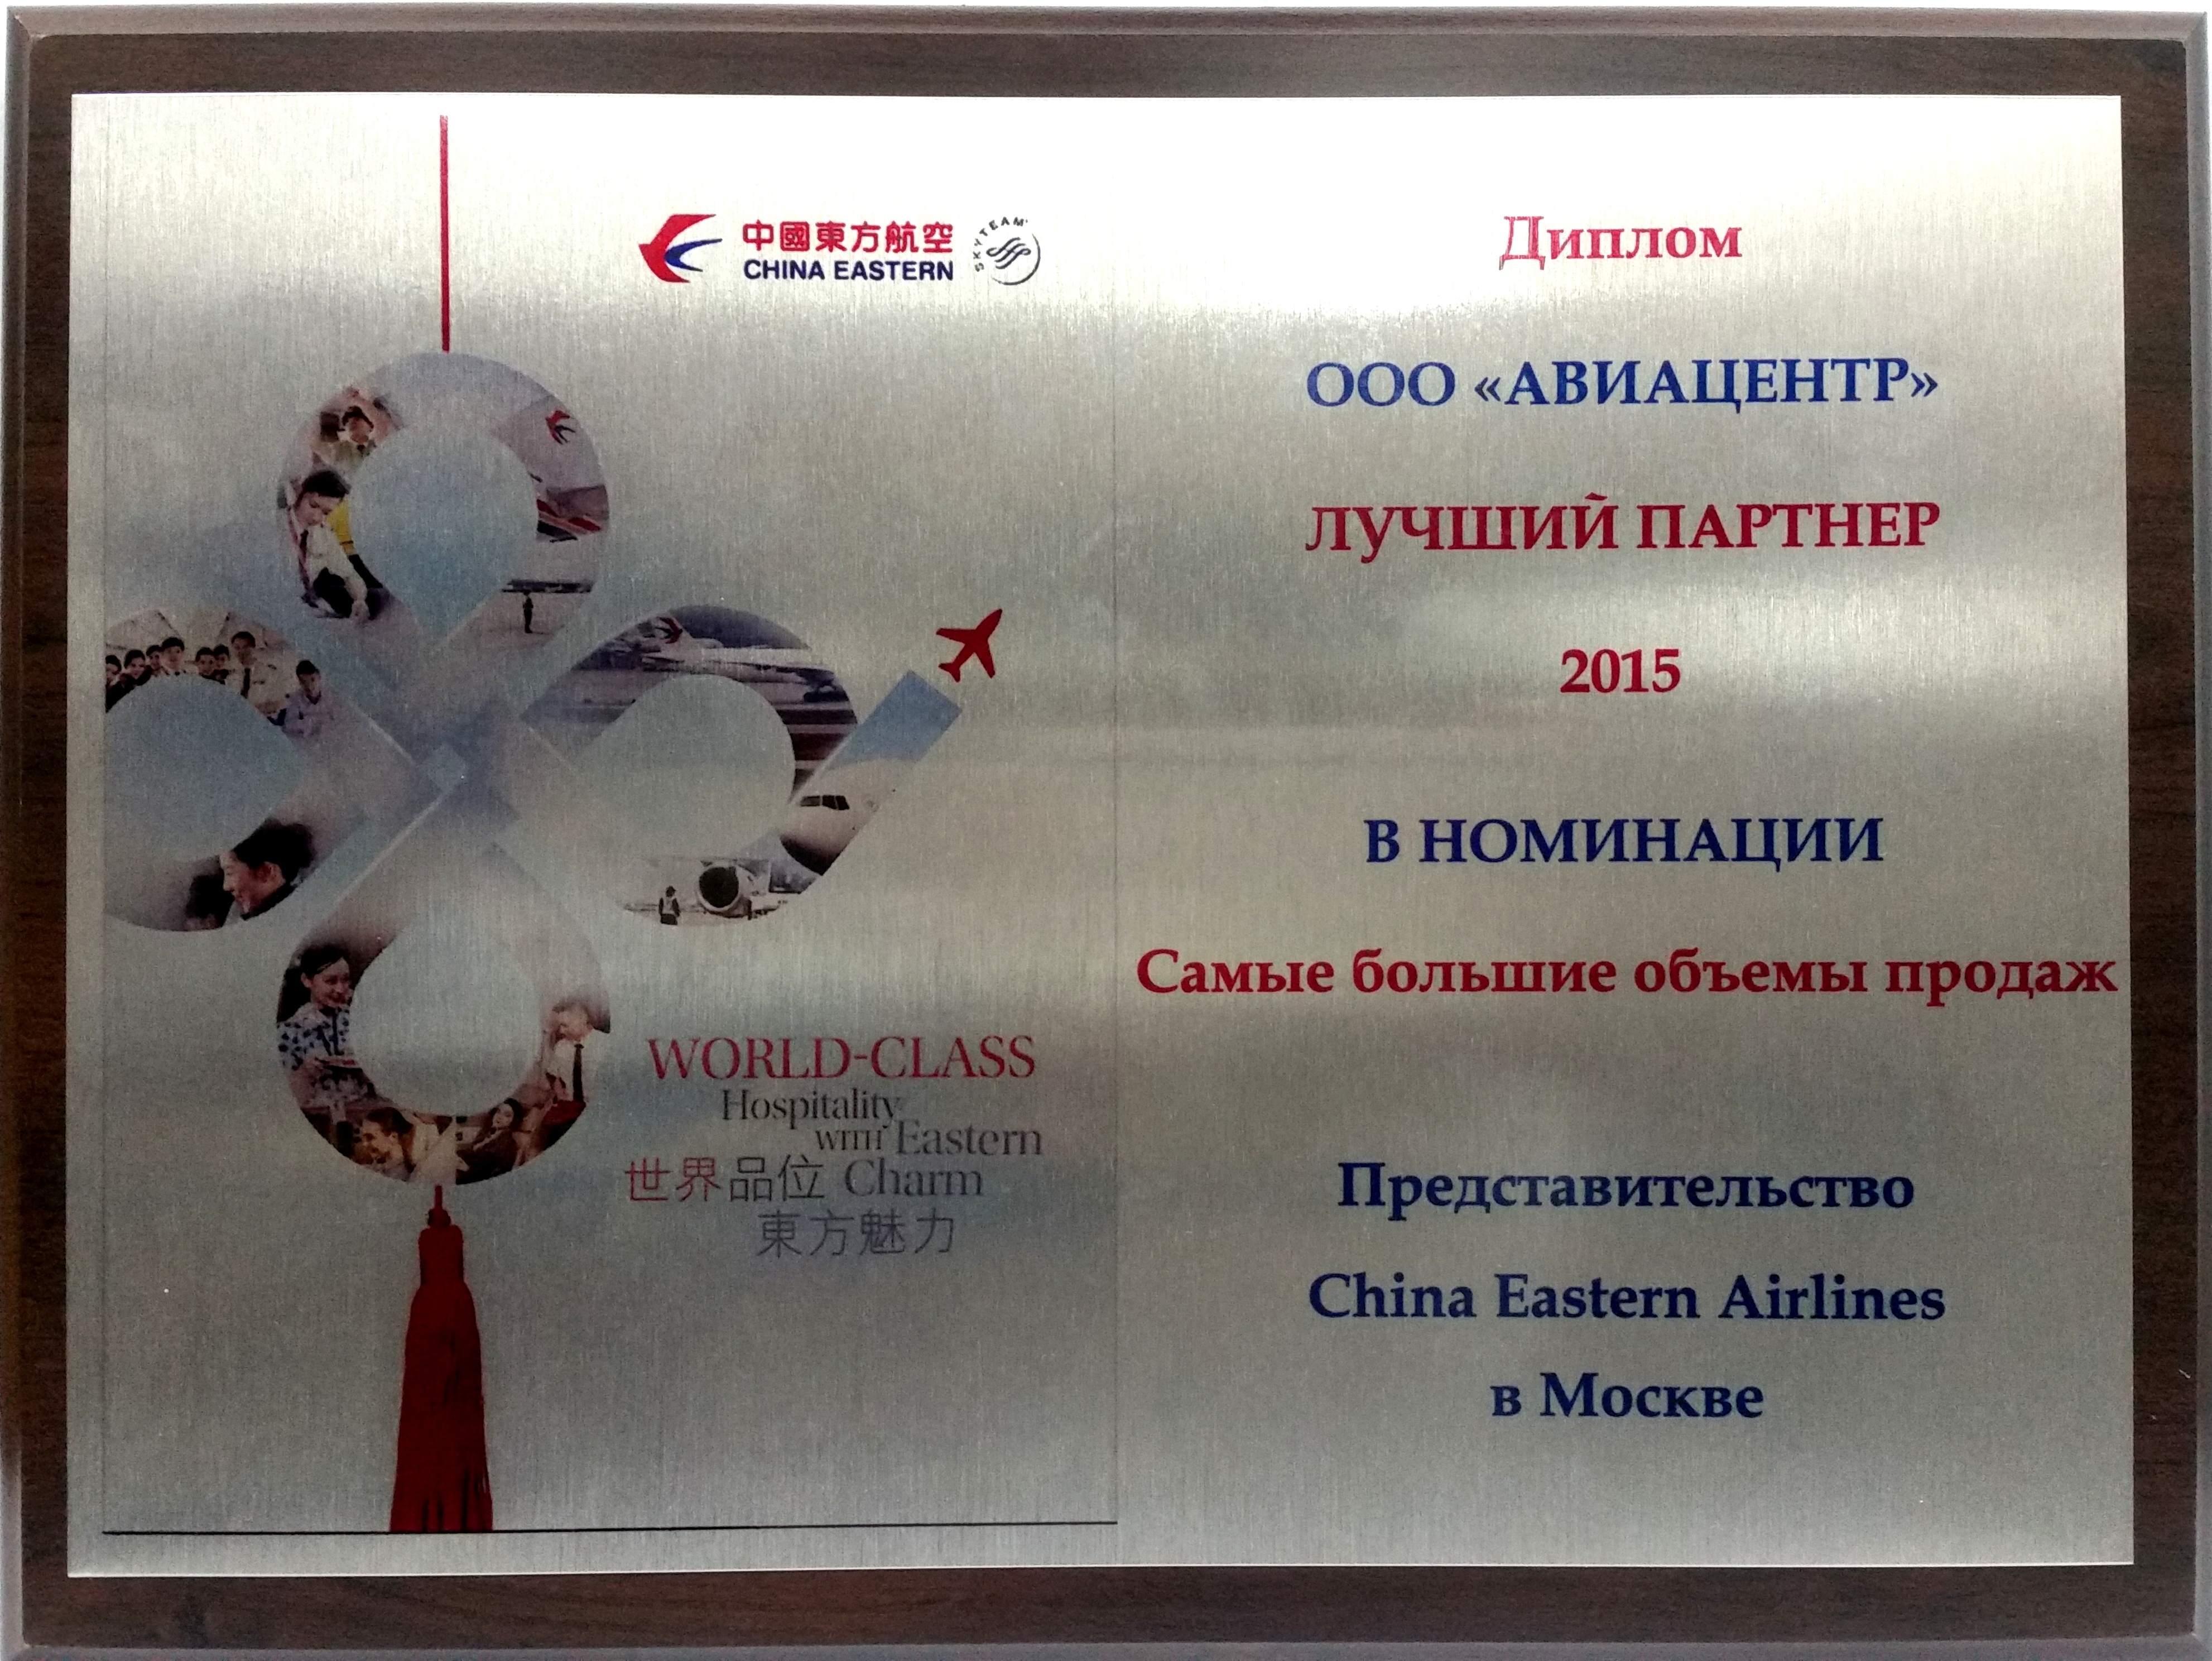 中國東方航空
CHINA EASTERN
SKYTEAM
WORLD-CLASS
Hospitality
WITH Eastern
世界品位 Charm
東方魅力
Диплом
ООО «АВИАЦЕНТР»
ЛУЧШИЙ ПАРТНЕР
2015
В НОМИНАЦИИ
Самые большие объемы продаж
Представительство
China Eastern Airlines
в Москве